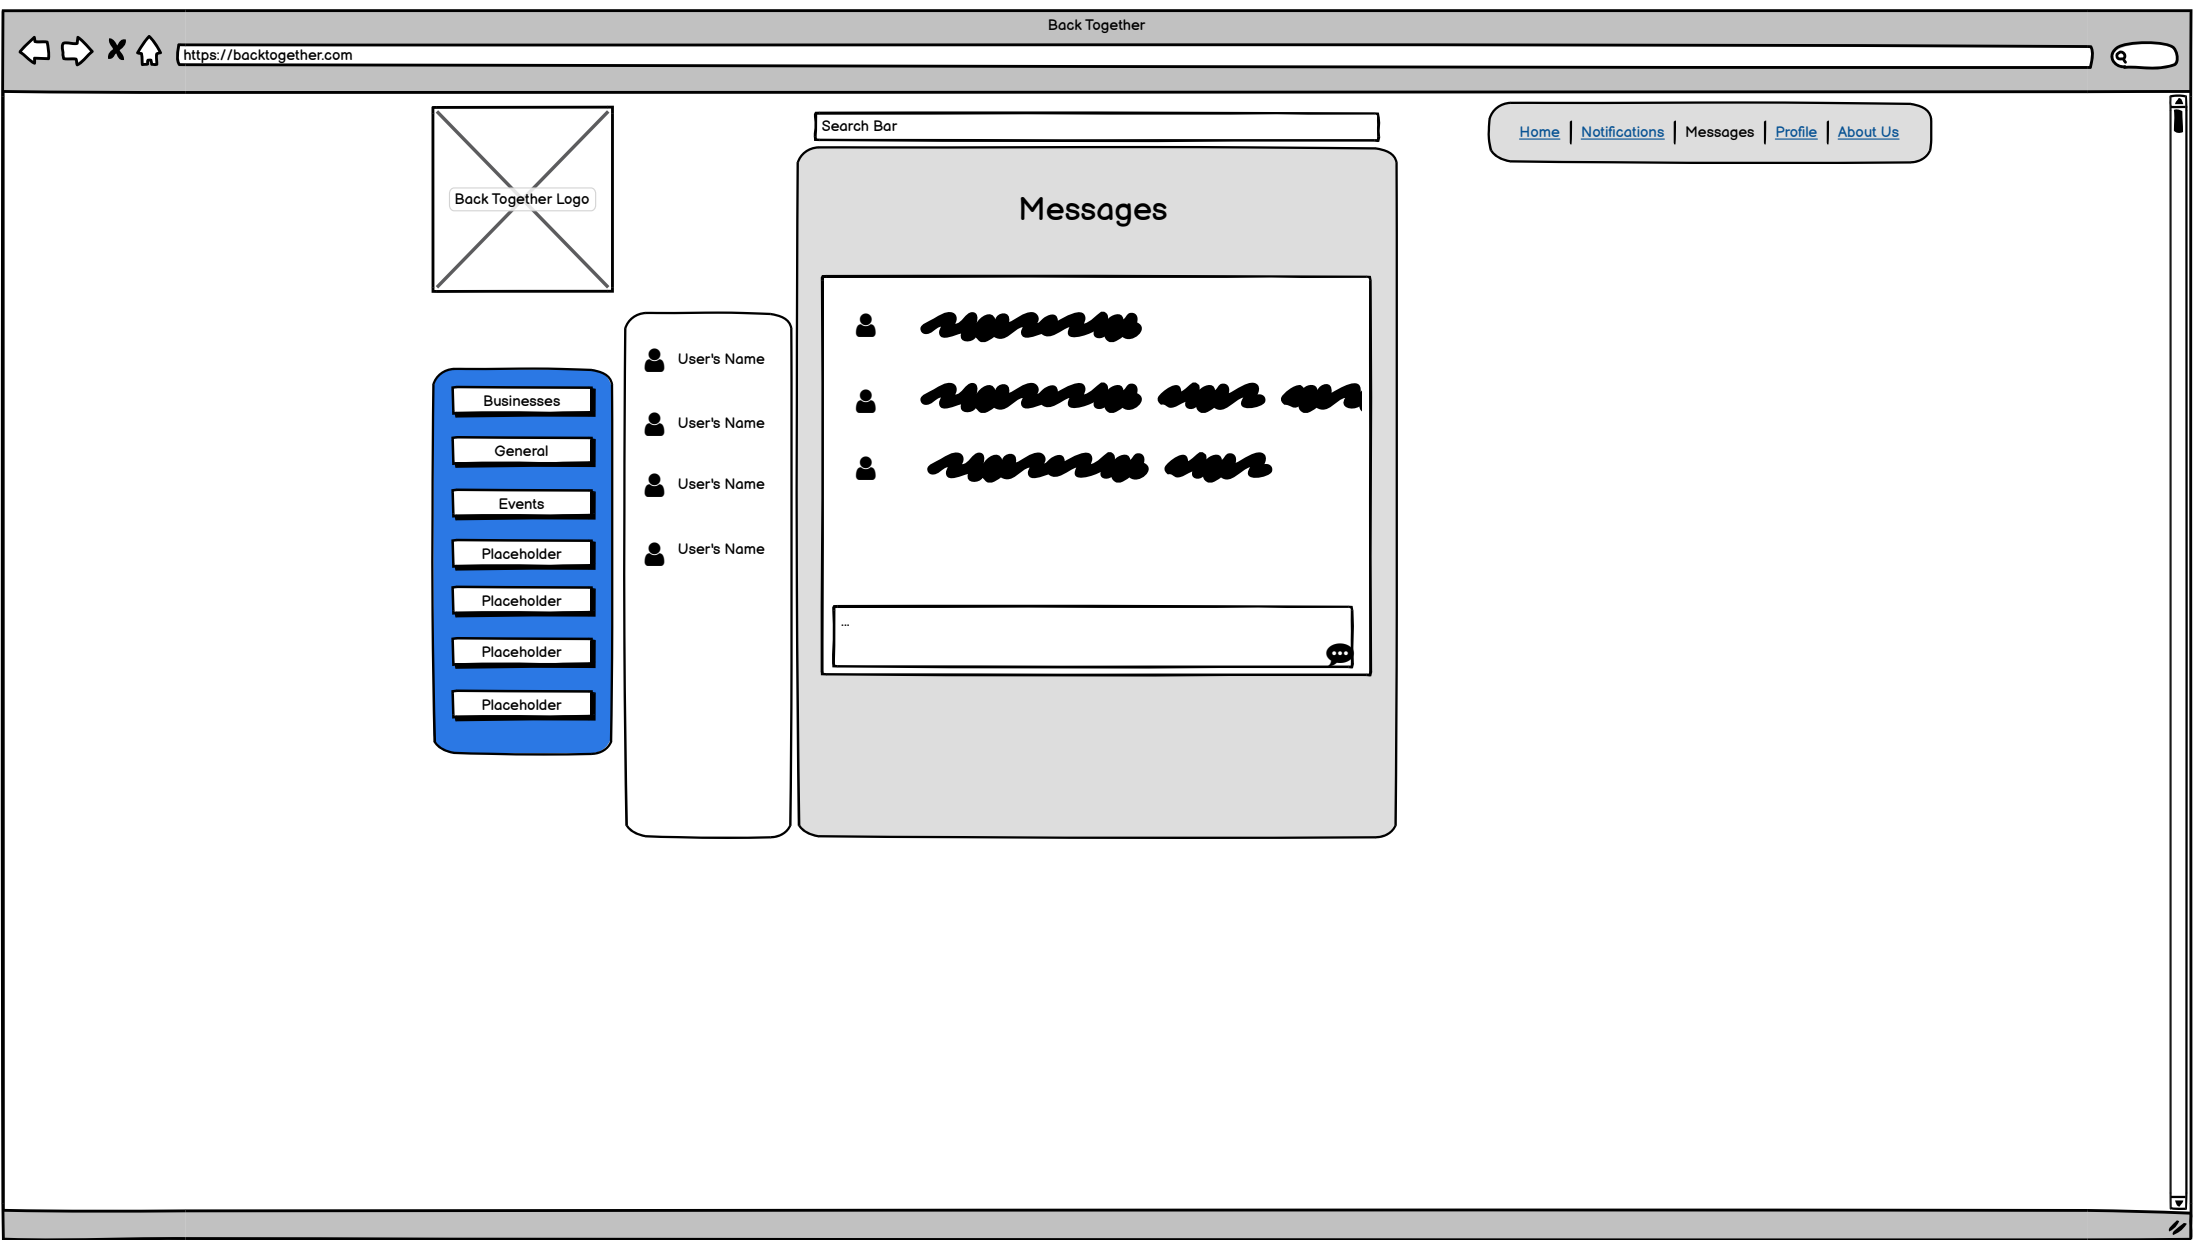 Back Together
https://backtogether.com
Search Bar
Home | Notifications | Messages | Profile | About Us
Back Together Logo
Messages
Businesses
General
Events
Placeholder
Placeholder
Placeholder
Placeholder
User's Name
User's Name
User's Name
User's Name
...